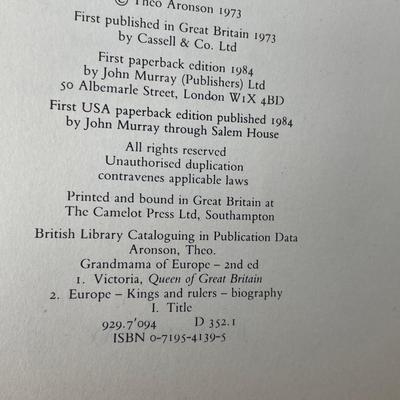 © Theo Aronson 1973
First published in Great Britain 1973
by Cassell & Co. Ltd
First paperback edition 1984
by John Murray (Publishers) Ltd
50 Albemarle Street, London W1X 4BD
First USA paperback edition published 1984
by John Murray through Salem House
All rights reserved
Unauthorised duplication
contravenes applicable laws
Printed and bound in Great Britain at
The Camelot Press Ltd, Southampton
British Library Cataloguing in Publication Data
Aronson, Theo.
Grandmama of Europe – 2nd ed
1. Victoria, Queen of Great Britain
2. Europe – Kings and rulers – biography
I. Title
929.7'094 D 352.1
ISBN 0-7195-4139-5